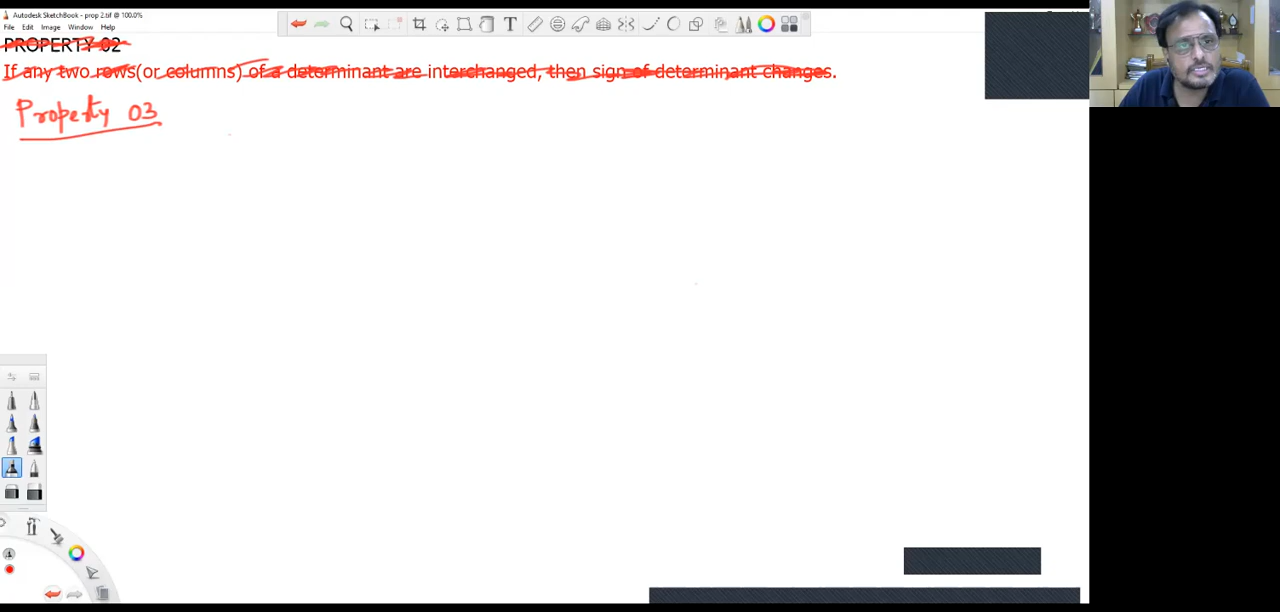 Autodesk SketchBook - prop 2.tif @ 100.0%
File Edit Image Window Help
T
PROPERTY 02
If any two rows(or columns) of a determinant are interchanged, then sign of determinant changes.
Property 03